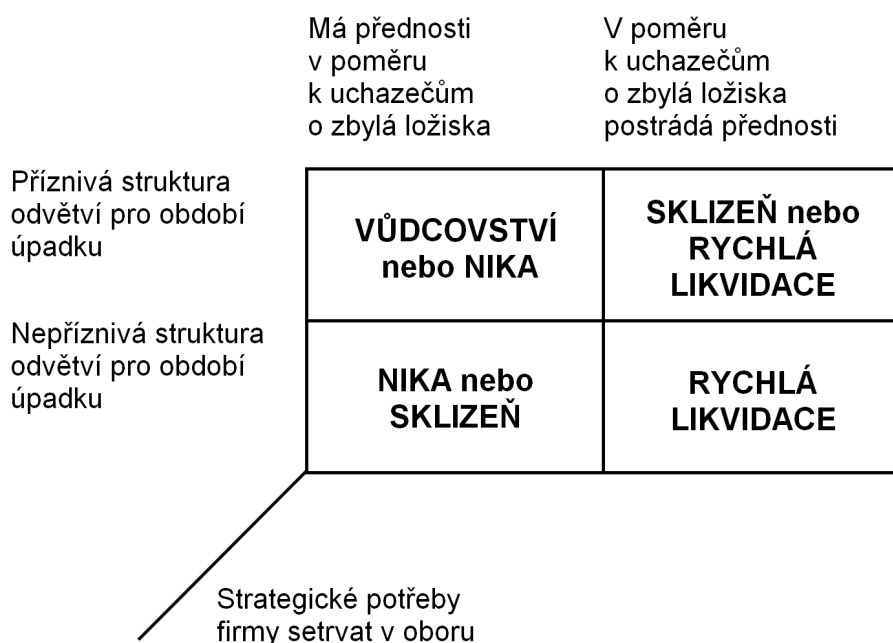 Má přednosti
v poměru
k uchazečům
o zbylá ložiska
V poměru
k uchazečům
o zbylá ložiska
postrádá přednosti
Příznivá struktura
odvětví pro období
úpadku
VŮDCOVSTVÍ
nebo NIKA
SKLIZEŇ nebo
RYCHLÁ
LIKVIDACE
Nepříznivá struktura
odvětví pro období
úpadku
NIKA nebo
SKLIZEŇ
RYCHLÁ
LIKVIDACE
Strategické potřeby
firmy setrvat v oboru